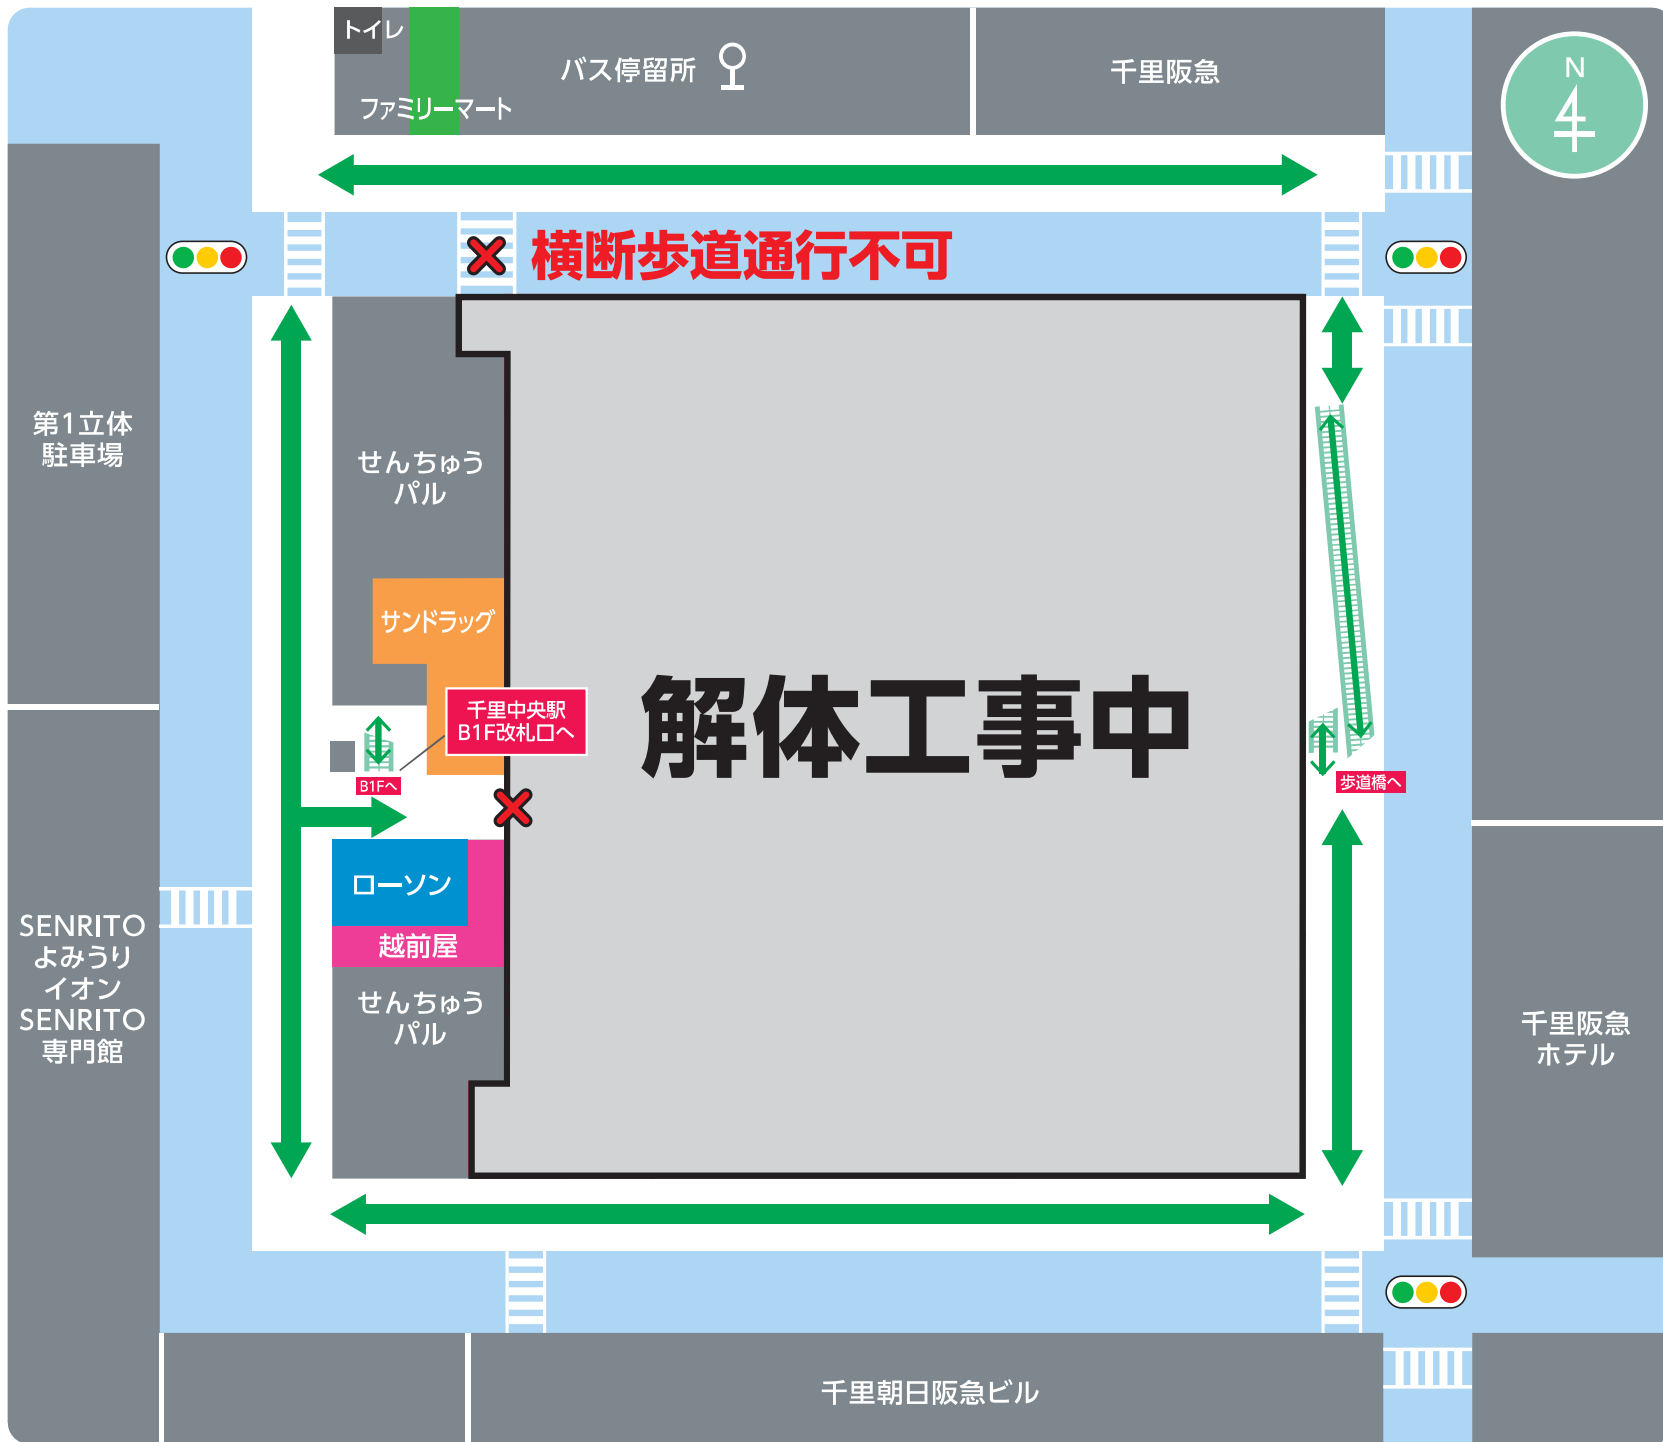 トイレ
ファミリーマート
バス停留所
千里阪急
N
横断歩道通行不可
第1立体
駐車場
せんちゅう
パル
サンドラッグ
千里中央駅
B1F改札口へ
B1Fへ
解体工事中
歩道橋へ
ローソン
越前屋
せんちゅう
パル
SENRITO
よみうり
イオン
SENRITO
専門館
千里阪急
ホテル
千里朝日阪急ビル